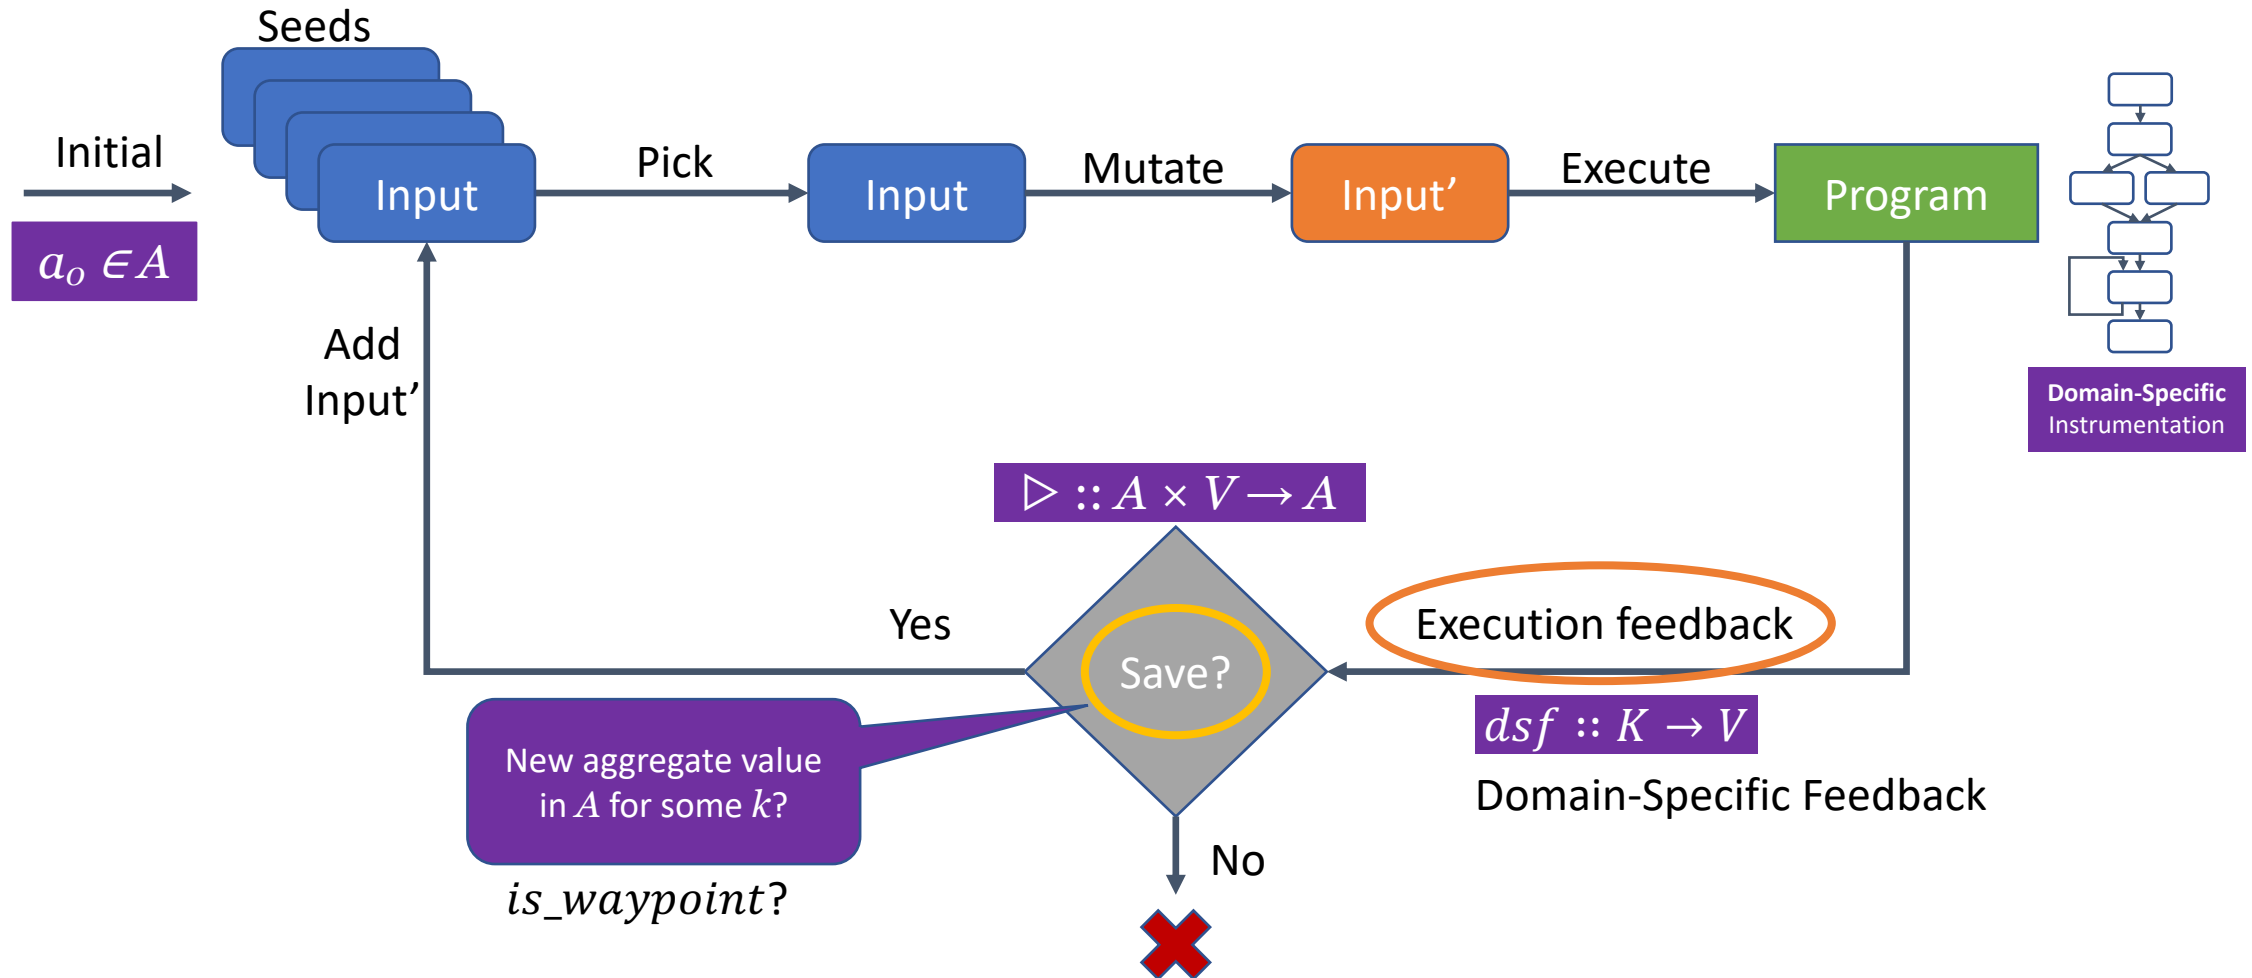 Seeds
Initial
Input
Pick
Input
Mutate
Input’
Execute
Program
a₀ ∈ A
Add
Input’
Domain-Specific
Instrumentation
▷ :: A × V → A
Yes
Save?
Execution feedback
dsf :: K → V
New aggregate value
in A for some k?
Domain-Specific Feedback
No
is_waypoint?